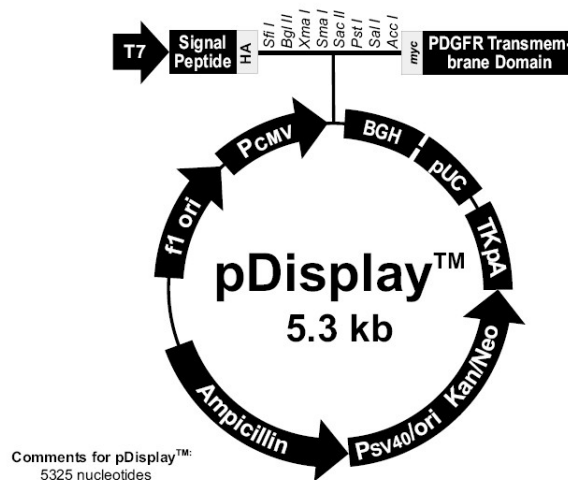 T7
Signal
Peptide
HA
Sfi I
Bgl II
Xma I
Sma I
Sac II
Pst I
Sal I
Acc I
myc
PDGFR Transmem-
brane Domain
PCMV
BGH
pUC
TKpA
f1 ori
pDisplay™
5.3 kb
Ampicillin
PSV40/ori Kan/Neo
Comments for pDisplay™:
5325 nucleotides